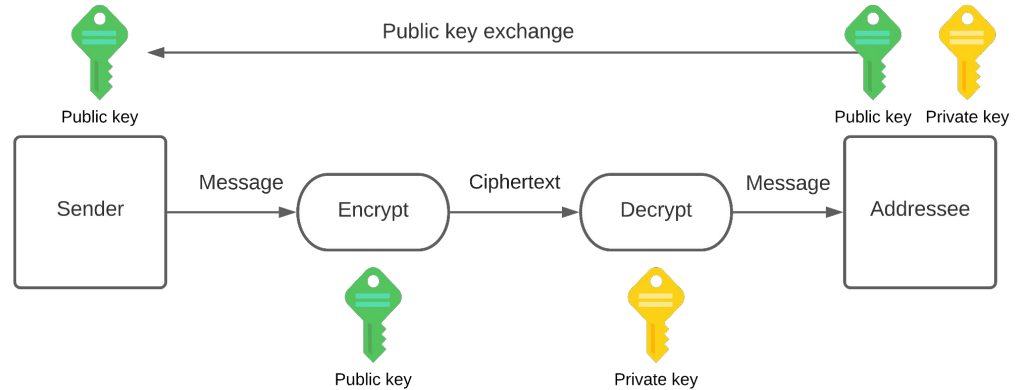 Public key exchange
Public key
Public key
Private key
Sender
Message
Encrypt
Ciphertext
Decrypt
Message
Addressee
Public key
Private key